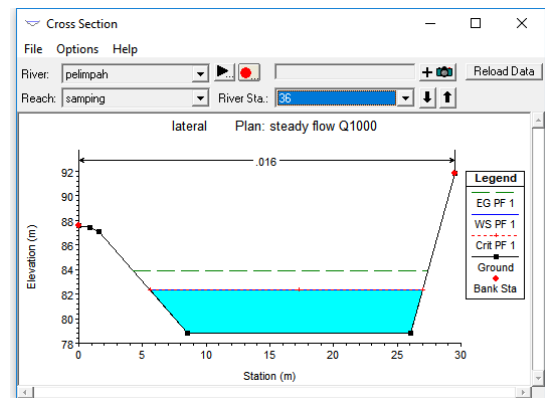 Cross Section
File Options Help
River: pelimpah Reload Data
Reach: samping River Sta.: 36
lateral Plan: steady flow Q1000
.016
92
90
88
86
84
82
80
78
Elevation (m)
0 5 10 15 20 25 30
Station (m)
Legend
EG PF 1
WS PF 1
Crit PF 1
Ground
Bank Sta